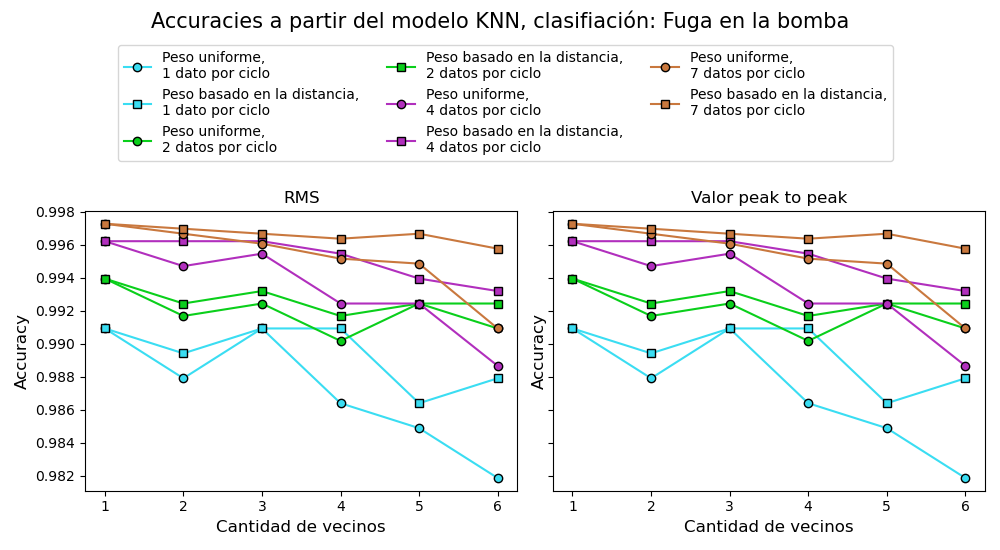 Accuracies a partir del modelo KNN, clasifiación: Fuga en la bomba
Peso uniforme,
1 dato por ciclo
Peso basado en la distancia,
1 dato por ciclo
Peso uniforme,
2 datos por ciclo
Peso basado en la distancia,
2 datos por ciclo
Peso uniforme,
4 datos por ciclo
Peso basado en la distancia,
4 datos por ciclo
Peso uniforme,
7 datos por ciclo
Peso basado en la distancia,
7 datos por ciclo
RMS
0.998
0.996
0.994
0.992
0.990
0.988
0.986
0.984
0.982
Accuracy
1 2 3 4 5 6
Cantidad de vecinos
Valor peak to peak
Accuracy
1 2 3 4 5 6
Cantidad de vecinos